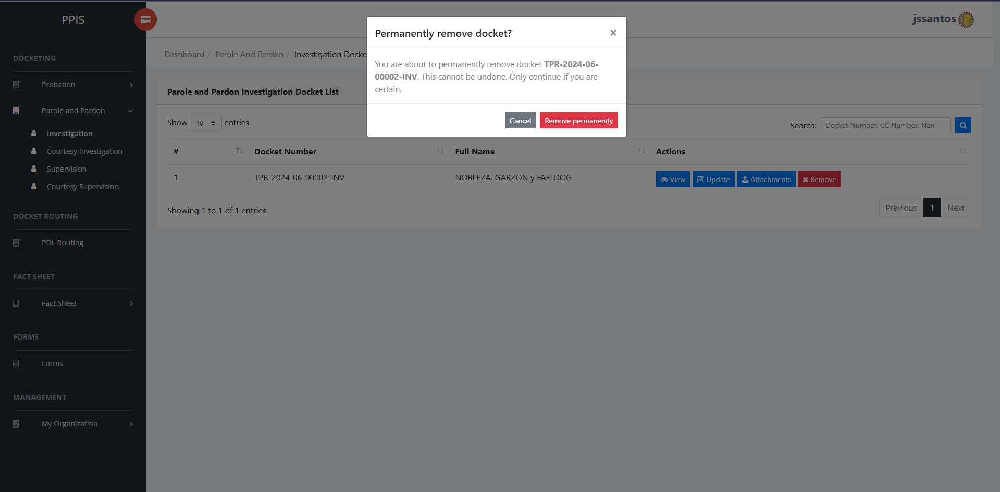 PPIS
jssantos
DOCKETING
Probation
Parole and Pardon
Investigation
Courtesy Investigation
Supervision
Courtesy Supervision
DOCKET ROUTING
PDL Routing
FACT SHEET
Fact Sheet
FORMS
Forms
MANAGEMENT
My Organization
Dashboard / Parole And Pardon / Investigation Docke
Permanently remove docket? ×
You are about to permanently remove docket TPR-2024-06-
00002-INV. This cannot be undone. Only continue if you are
certain.
Cancel Remove permanently
Parole and Pardon Investigation Docket List
Show 10 entries
Search: Docket Number, CC Number, Nan
# Docket Number Full Name Actions
1 TPR-2024-06-00002-INV NOBLEZA, GARZON y FAELDOG View Update Attachments Remove
Showing 1 to 1 of 1 entries
Previous 1 Next